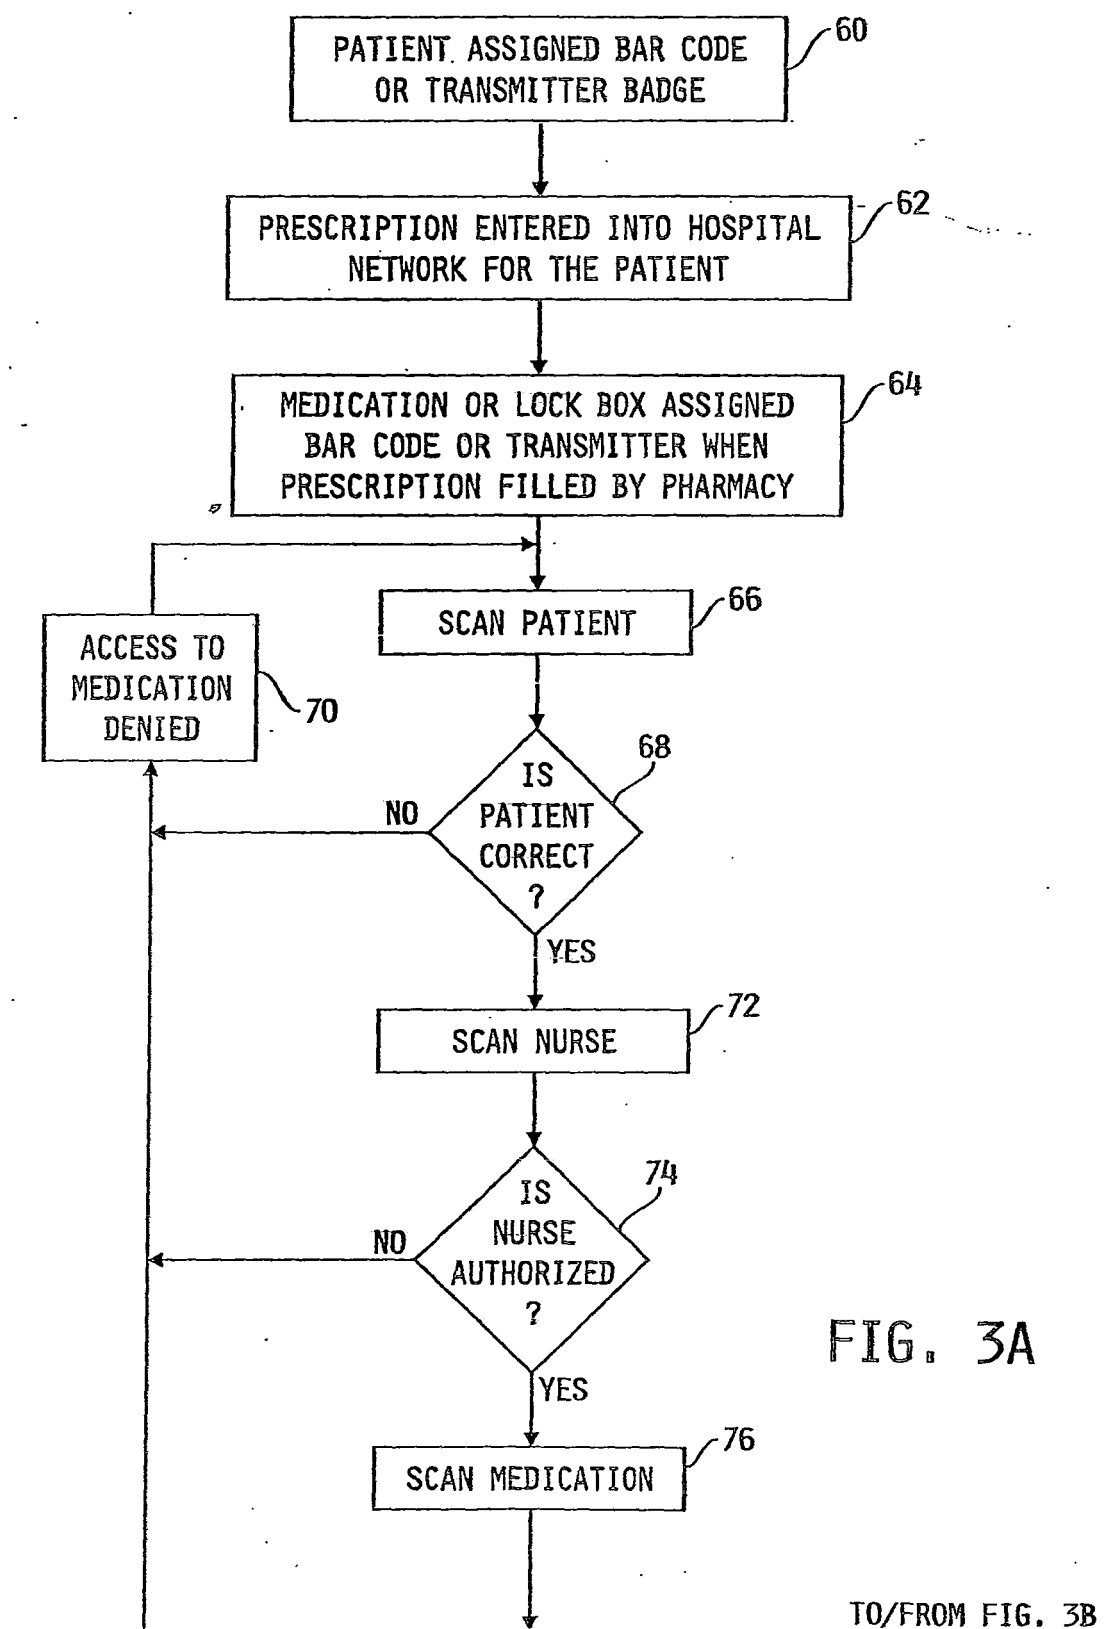 60
PATIENT ASSIGNED BAR CODE
OR TRANSMITTER BADGE
62
PRESCRIPTION ENTERED INTO HOSPITAL
NETWORK FOR THE PATIENT
64
MEDICATION OR LOCK BOX ASSIGNED
BAR CODE OR TRANSMITTER WHEN
PRESCRIPTION FILLED BY PHARMACY
66
SCAN PATIENT
ACCESS TO
MEDICATION
DENIED
70
68
IS
PATIENT
CORRECT
?
NO
YES
72
SCAN NURSE
74
IS
NURSE
AUTHORIZED
?
NO
YES
FIG. 3A
76
SCAN MEDICATION
TO/FROM FIG. 3B